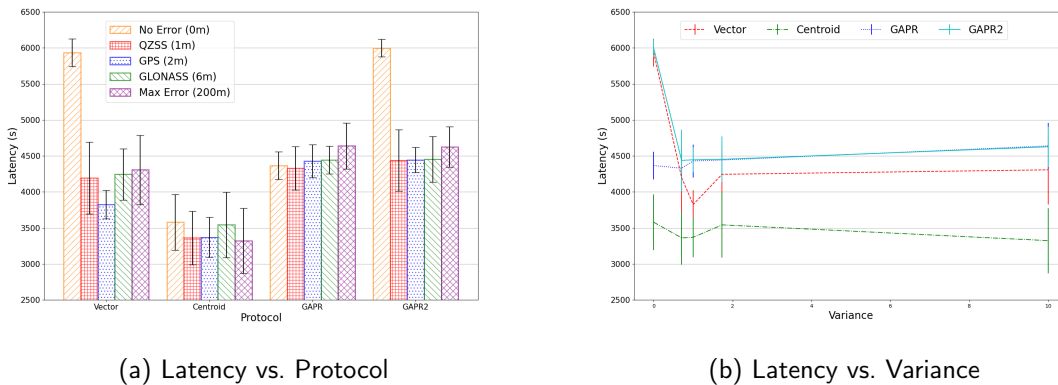 6000
5500
5000
4500
4000
3500
3000
2500
Latency (s)
No Error (0m)
QZSS (1m)
GPS (2m)
GLONASS (6m)
Max Error (200m)
Vector
Centroid
GAPR
GAPR2
Protocol
(a) Latency vs. Protocol
6500
6000
5500
5000
4500
4000
3500
3000
2500
Latency (s)
Vector
Centroid
GAPR
GAPR2
0
2
4
6
8
10
Variance
(b) Latency vs. Variance